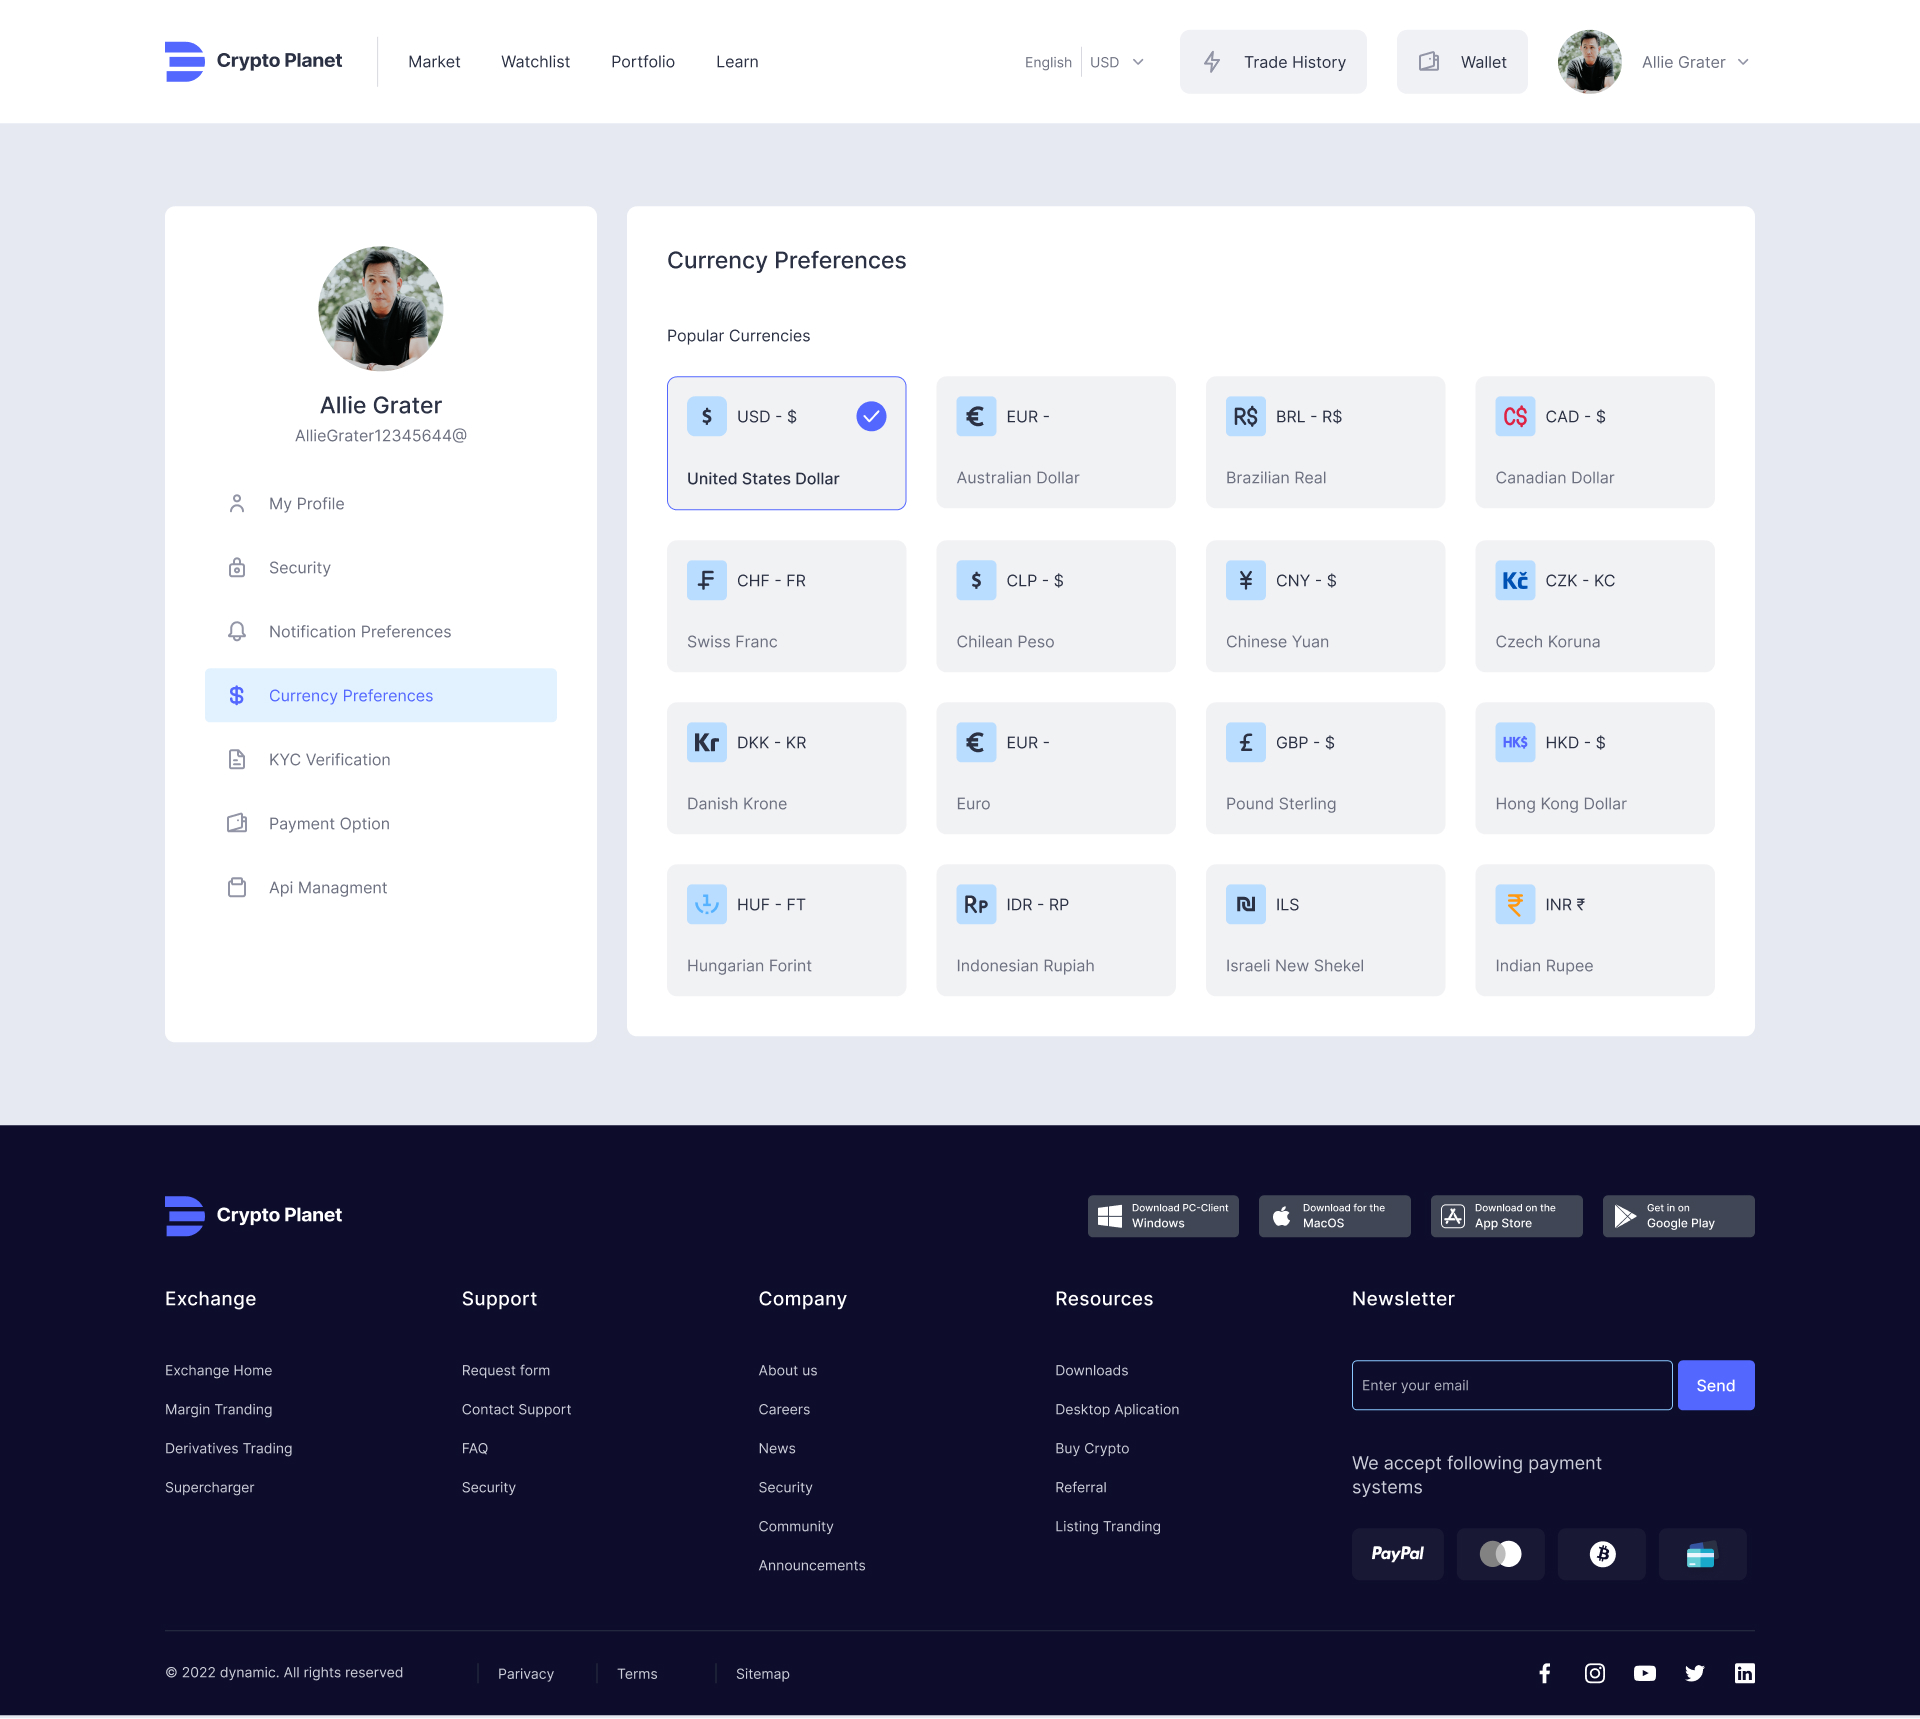 Crypto Planet
Market
Watchlist
Portfolio
Learn
English
USD
Trade History
Wallet
Allie Grater
Allie Grater
AllieGrater12345644@
My Profile
Security
Notification Preferences
$ Currency Preferences
KYC Verification
Payment Option
Api Managment
Currency Preferences
Popular Currencies
$ USD - $
United States Dollar
€ EUR -
Australian Dollar
R$ BRL - R$
Brazilian Real
C$ CAD - $
Canadian Dollar
₣ CHF - FR
Swiss Franc
$ CLP - $
Chilean Peso
¥ CNY - $
Chinese Yuan
Kč CZK - KC
Czech Koruna
Kr DKK - KR
Danish Krone
€ EUR -
Euro
£ GBP - $
Pound Sterling
HK$ HKD - $
Hong Kong Dollar
1 HUF - FT
Hungarian Forint
Rp IDR - RP
Indonesian Rupiah
₪ ILS
Israeli New Shekel
₹ INR ₹
Indian Rupee
Crypto Planet
Download PC-Client
Windows
Download for the
MacOS
Download on the
App Store
Get in on
Google Play
Exchange
Exchange Home
Margin Tranding
Derivatives Trading
Supercharger
Support
Request form
Contact Support
FAQ
Security
Company
About us
Careers
News
Security
Community
Announcements
Resources
Downloads
Desktop Aplication
Buy Crypto
Referral
Listing Tranding
Newsletter
Enter your email
Send
We accept following payment
systems
PayPal
© 2022 dynamic. All rights reserved
Parivacy
Terms
Sitemap